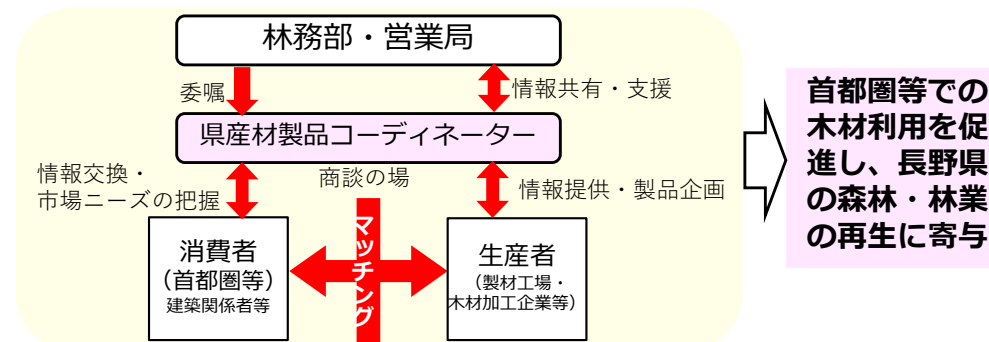 林務部・営業局
委嘱
情報共有・支援
県産材製品コーディネーター
情報交換・
市場ニーズの把握
商談の場
情報提供・製品企画
マッチング
消費者
（首都圏等）
建築関係者等
生産者
（製材工場・
木材加工企業等）
首都圏等での
木材利用を促
進し、長野県
の森林・林業
の再生に寄与